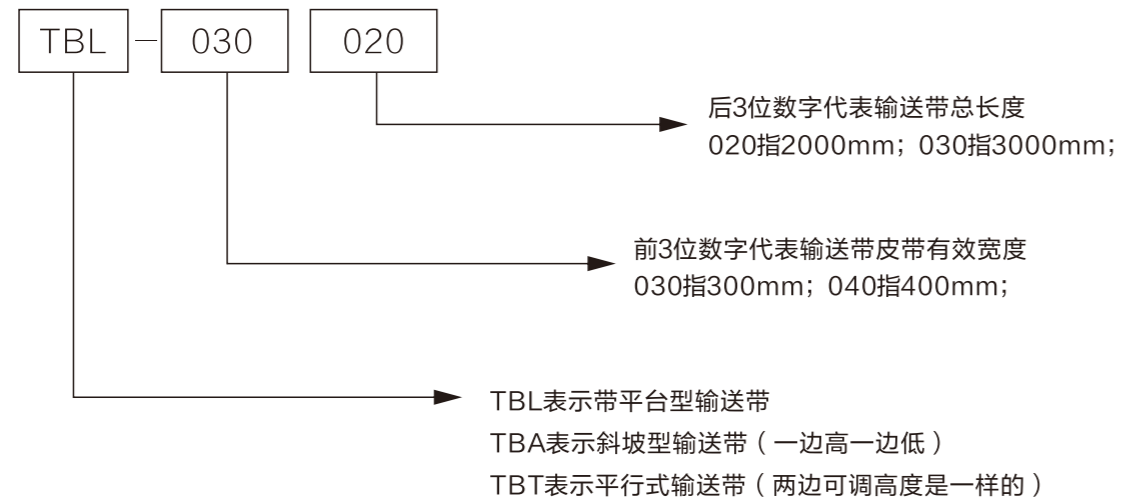 TBL — 030 020
后3位数字代表输送带总长度
020指2000mm；030指3000mm；
前3位数字代表输送带皮带有效宽度
030指300mm；040指400mm；
TBL表示带平台型输送带
TBA表示斜坡型输送带（一边高一边低）
TBT表示平行式输送带（两边可调高度是一样的）